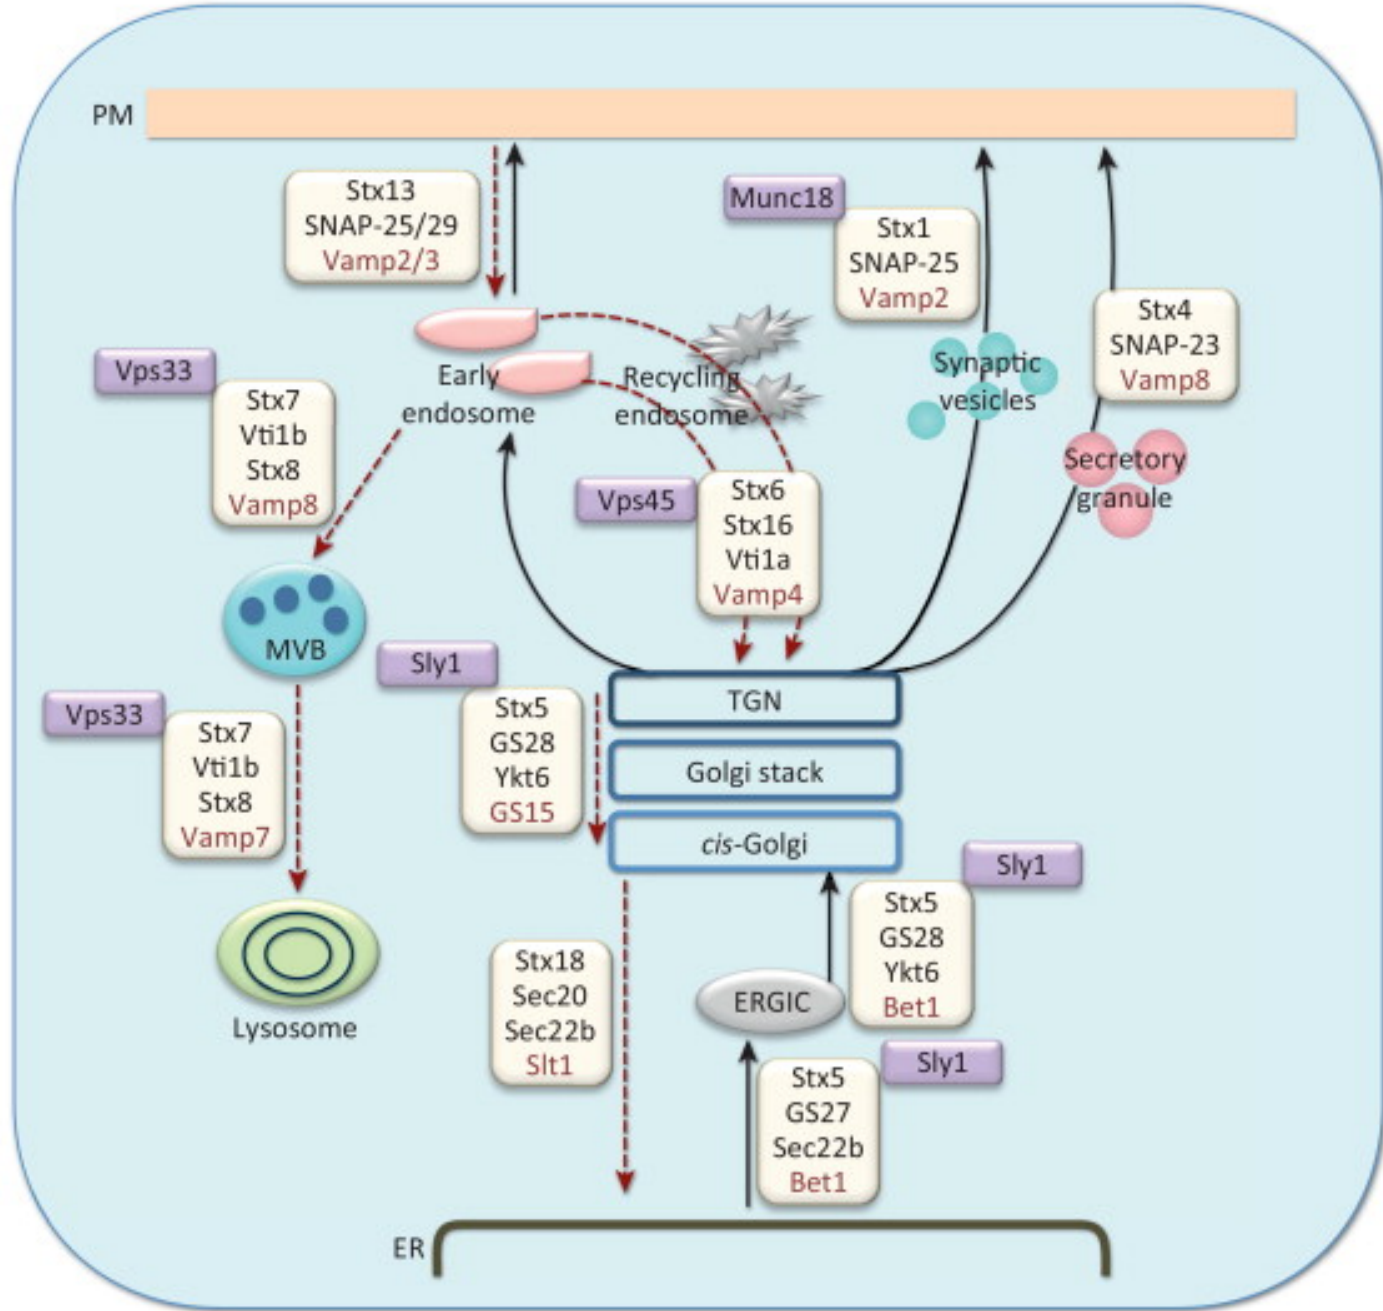 PM
Stx13
SNAP-25/29
Vamp2/3
Munc18
Stx1
SNAP-25
Vamp2
Stx4
SNAP-23
Vamp8
Vps33
Stx7
Vti1b
Stx8
Vamp8
Early
endosome
Recycling
endosome
Synaptic
vesicles
Secretory
granule
Vps45
Stx6
Stx16
Vti1a
Vamp4
MVB
Sly1
Stx5
GS28
Ykt6
GS15
TGN
Golgi stack
cis-Golgi
Vps33
Stx7
Vti1b
Stx8
Vamp7
Lysosome
Sly1
Stx5
GS28
Ykt6
Bet1
Stx18
Sec20
Sec22b
Slt1
ERGIC
Sly1
Stx5
GS27
Sec22b
Bet1
ER